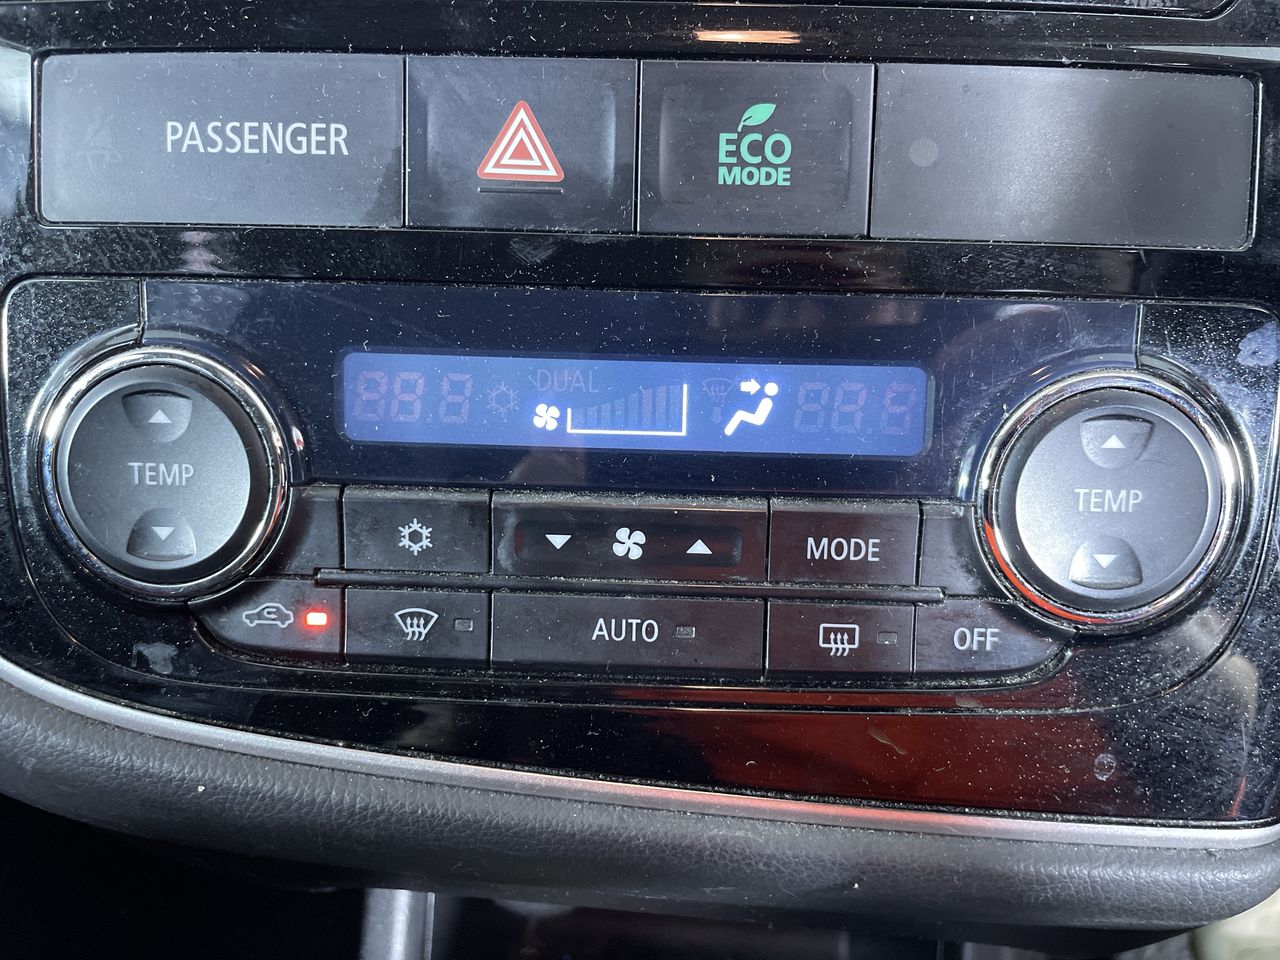 PASSENGER
ECO
MODE
DUAL
TEMP
TEMP
MODE
AUTO
OFF